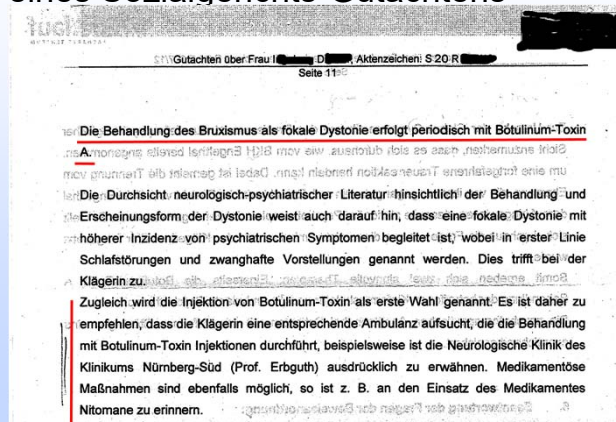 eines Sozialgerichts-Gutachtens
Gutachten über Frau I D Aktenzeichen: S 20 R
Seite 11
Die Behandlung des Bruxismus als fokale Dystonie erfolgt periodisch mit Botulinum-Toxin
A.
Die Durchsicht neurologisch-psychiatrischer Literatur hinsichtlich der Behandlung und
Erscheinungsform der Dystonie weist auch darauf hin, dass eine fokale Dystonie mit
höherer Inzidenz von psychiatrischen Symptomen begleitet ist, wobei in erster Linie
Schlafstörungen und zwanghafte Vorstellungen genannt werden. Dies trifft bei der
Klägerin zu.
Zugleich wird die Injektion von Botulinum-Toxin als erste Wahl genannt. Es ist daher zu
empfehlen, dass die Klägerin eine entsprechende Ambulanz aufsucht, die die Behandlung
mit Botulinum-Toxin Injektionen durchführt, beispielsweise ist die Neurologische Klinik des
Klinikums Nürnberg-Süd (Prof. Erbguth) ausdrücklich zu erwähnen. Medikamentöse
Maßnahmen sind ebenfalls möglich, so ist z. B. an den Einsatz des Medikamentes
Nitomane zu erinnern.